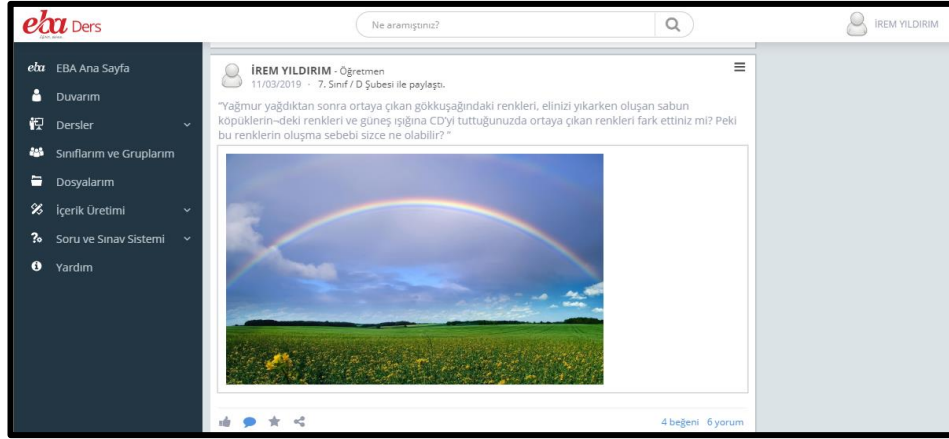 eba Ders
Ne aramıştınız?
İREM YILDIRIM
eba EBA Ana Sayfa
Duvarım
Dersler
Sınıflarım ve Gruplarım
Dosyalarım
İçerik Üretimi
Soru ve Sınav Sistemi
Yardım
İREM YILDIRIM - Öğretmen
11/03/2019 - 7. Sınıf / D Şubesi ile paylaştı.
"Yağmur yağdıktan sonra ortaya çıkan gökkuşağındaki renkleri, elinizi yıkarken oluşan sabun
köpüklerin¬deki renkleri ve güneş ışığına CD'yi tuttuğunuzda ortaya çıkan renkleri fark ettiniz mi? Peki
bu renklerin oluşma sebebi sizce ne olabilir? "
4 beğeni 6 yorum